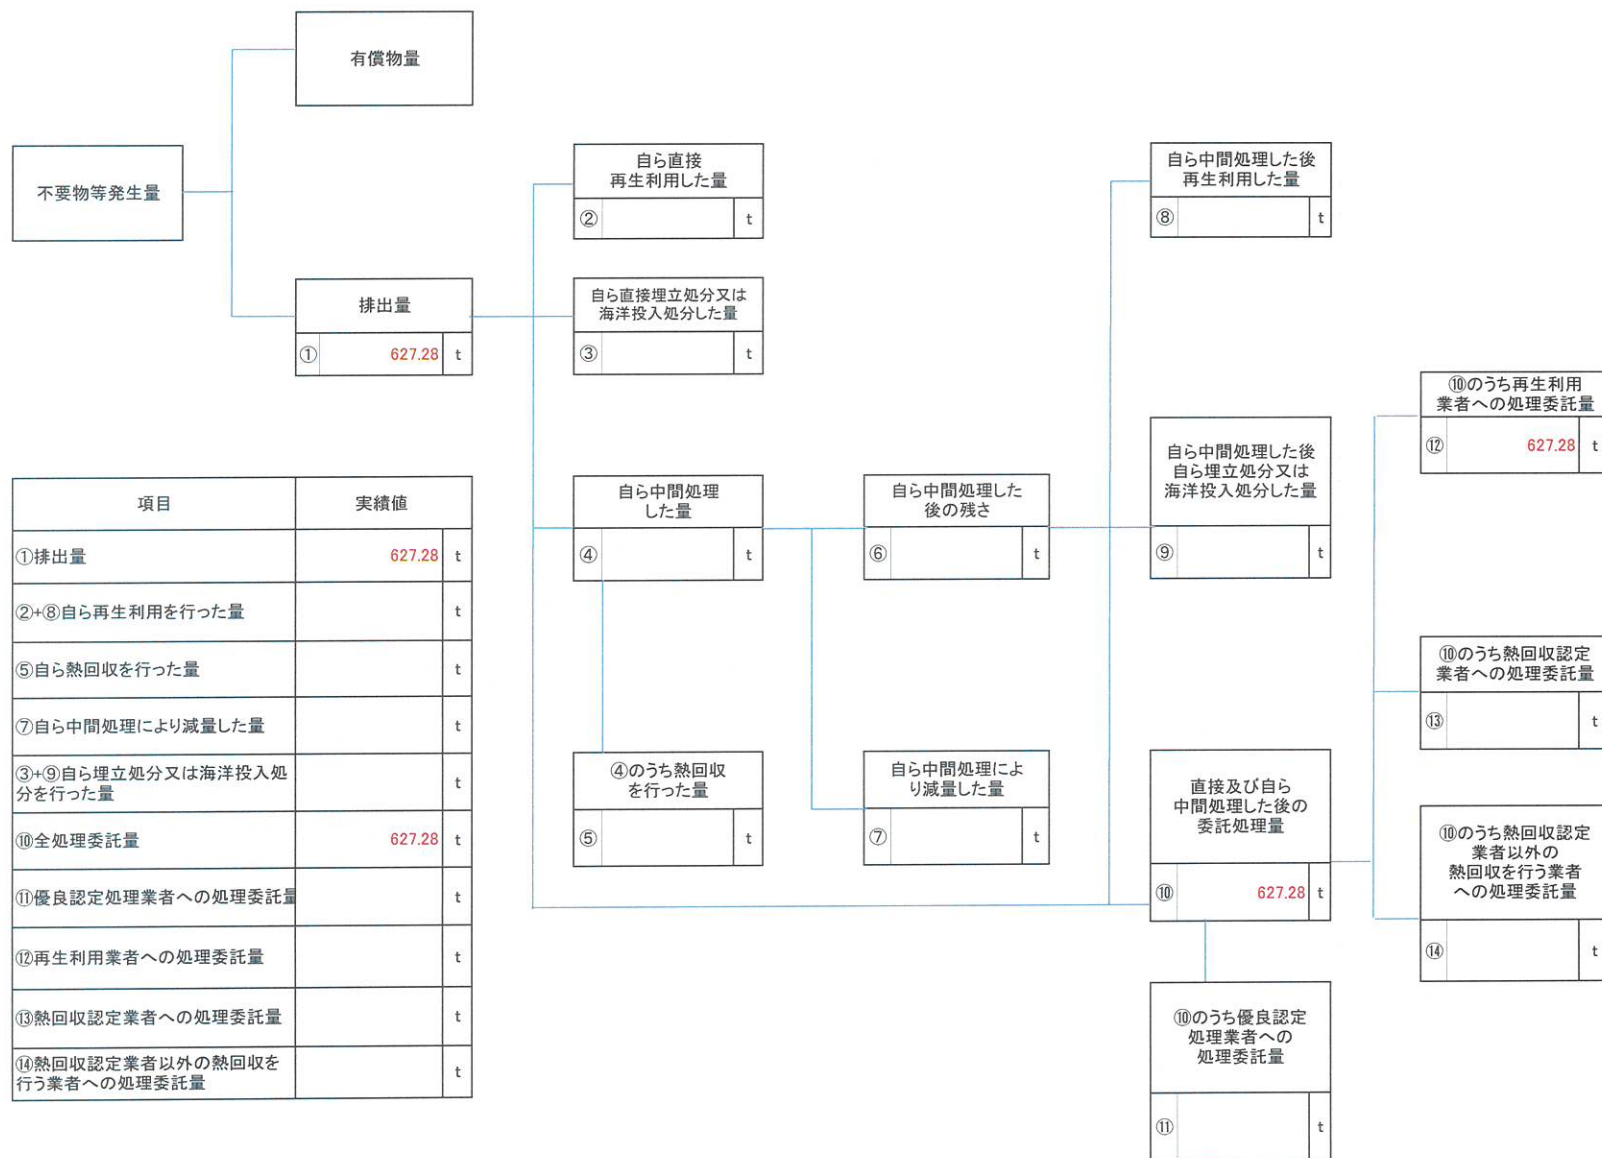 有償物量
不要物等発生量
排出量
① 627.28 t
自ら直接
再生利用した量
② t
自ら直接埋立処分又は
海洋投入処分した量
③ t
自ら中間処理
した量
④ t
④のうち熱回収
を行った量
⑤ t
自ら中間処理した
後の残さ
⑥ t
自ら中間処理によ
り減量した量
⑦ t
自ら中間処理した後
再生利用した量
⑧ t
自ら中間処理した後
自ら埋立処分又は
海洋投入処分した量
⑨ t
直接及び自ら
中間処理した後の
委託処理量
⑩ 627.28 t
⑩のうち優良認定
処理業者への
処理委託量
⑪ t
⑩のうち再生利用
業者への処理委託量
⑫ 627.28 t
⑩のうち熱回収認定
業者への処理委託量
⑬ t
⑩のうち熱回収認定
業者以外の
熱回収を行う業者
への処理委託量
⑭ t
項目 実績値
①排出量 627.28 t
②+⑧自ら再生利用を行った量 t
⑤自ら熱回収を行った量 t
⑦自ら中間処理により減量した量 t
③+⑨自ら埋立処分又は海洋投入処
分を行った量 t
⑩全処理委託量 627.28 t
⑪優良認定処理業者への処理委託量 t
⑫再生利用業者への処理委託量 t
⑬熱回収認定業者への処理委託量 t
⑭熱回収認定業者以外の熱回収を
行う業者への処理委託量 t